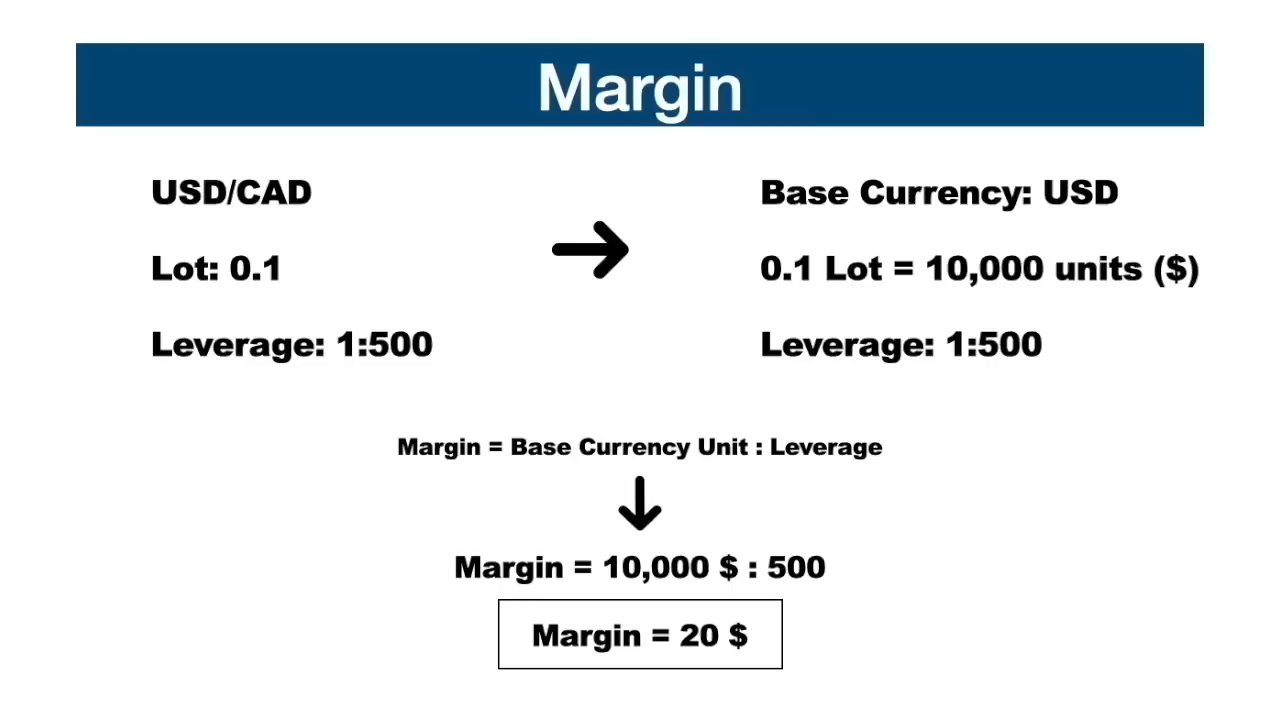 Margin
USD/CAD
Lot: 0.1
Leverage: 1:500
Base Currency: USD
0.1 Lot = 10,000 units ($)
Leverage: 1:500
Margin = Base Currency Unit : Leverage
Margin = 10,000 $ : 500
Margin = 20 $